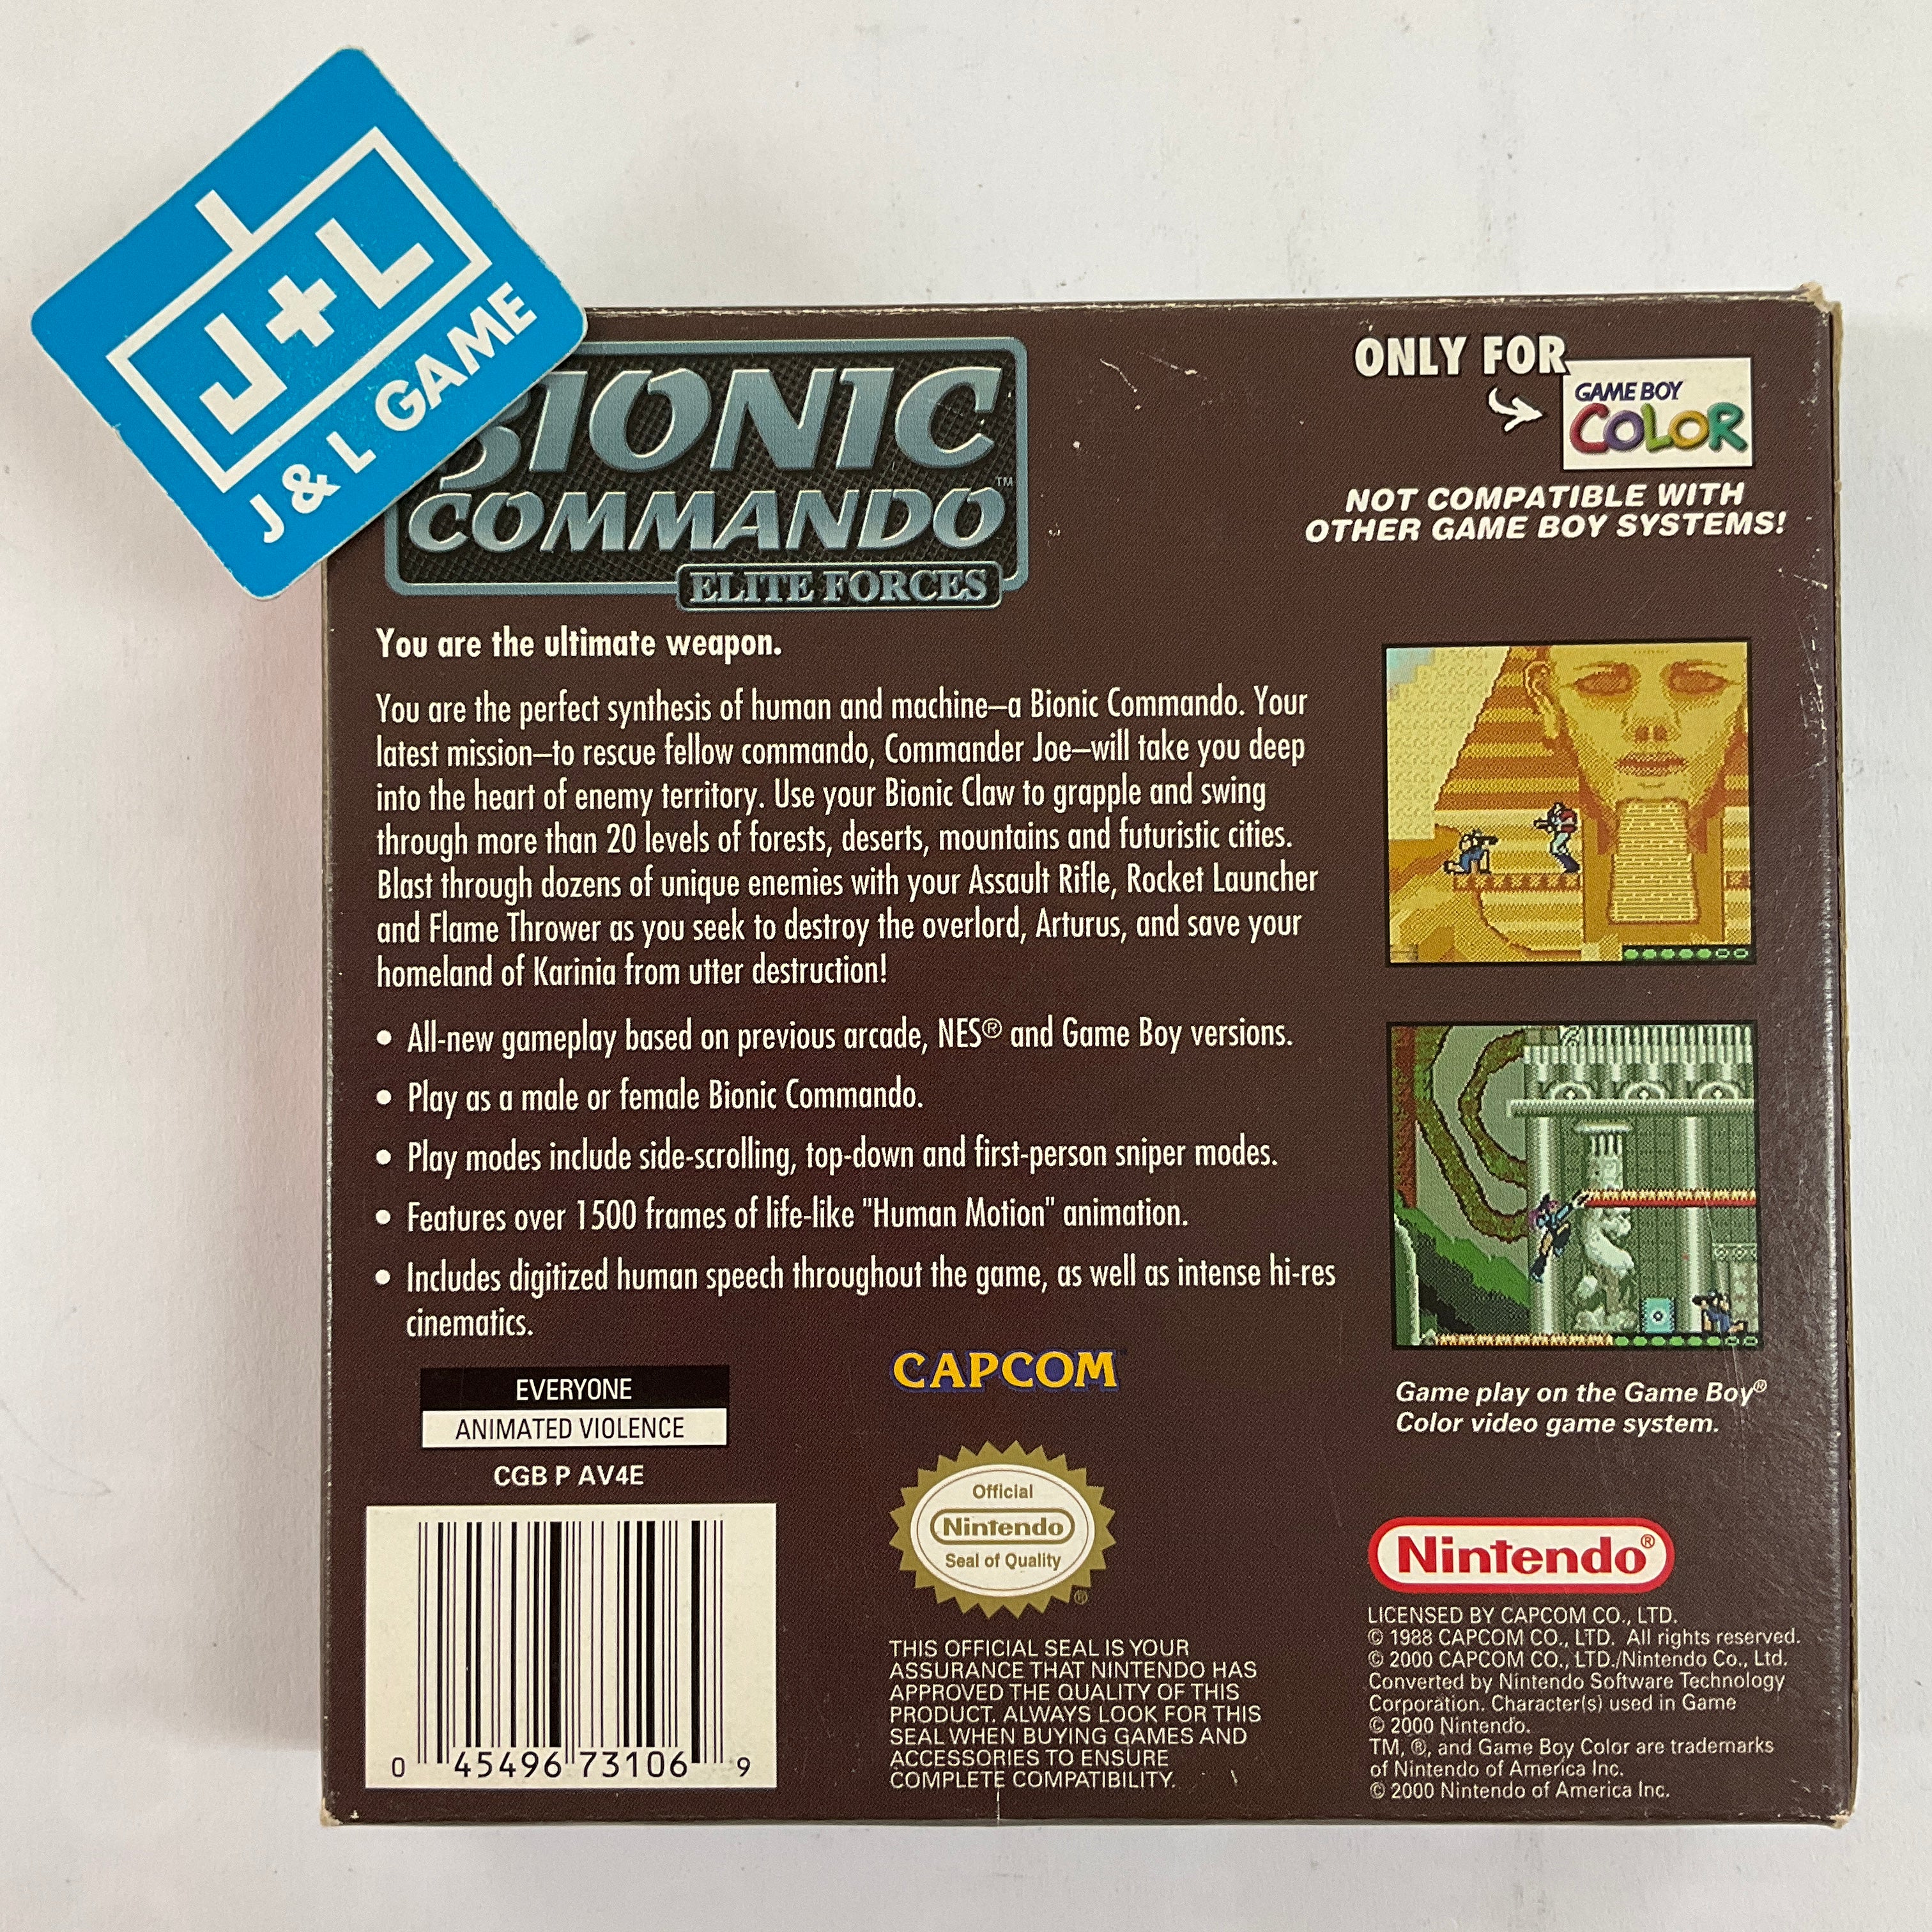 J+L
J & L GAME
BIONIC
COMMANDO™
ELITE FORCES
ONLY FOR
GAME BOY
COLOR
NOT COMPATIBLE WITH
OTHER GAME BOY SYSTEMS!
You are the ultimate weapon.
You are the perfect synthesis of human and machine–a Bionic Commando. Your
latest mission–to rescue fellow commando, Commander Joe–will take you deep
into the heart of enemy territory. Use your Bionic Claw to grapple and swing
through more than 20 levels of forests, deserts, mountains and futuristic cities.
Blast through dozens of unique enemies with your Assault Rifle, Rocket Launcher
and Flame Thrower as you seek to destroy the overlord, Arturus, and save your
homeland of Karinia from utter destruction!
• All-new gameplay based on previous arcade, NES® and Game Boy versions.
• Play as a male or female Bionic Commando.
• Play modes include side-scrolling, top-down and first-person sniper modes.
• Features over 1500 frames of life-like "Human Motion" animation.
• Includes digitized human speech throughout the game, as well as intense hi-res
cinematics.
Game play on the Game Boy®
Color video game system.
EVERYONE
ANIMATED VIOLENCE
CGB P AV4E
0 45496 73106 9
CAPCOM™
Official
Nintendo
Seal of Quality
®
THIS OFFICIAL SEAL IS YOUR
ASSURANCE THAT NINTENDO HAS
APPROVED THE QUALITY OF THIS
PRODUCT. ALWAYS LOOK FOR THIS
SEAL WHEN BUYING GAMES AND
ACCESSORIES TO ENSURE
COMPLETE COMPATIBILITY.
Nintendo®
LICENSED BY CAPCOM CO., LTD.
© 1988 CAPCOM CO., LTD. All rights reserved.
© 2000 CAPCOM CO., LTD./Nintendo Co., Ltd.
Converted by Nintendo Software Technology
Corporation. Character(s) used in Game
© 2000 Nintendo.
TM, ®, and Game Boy Color are trademarks
of Nintendo of America Inc.
© 2000 Nintendo of America Inc.